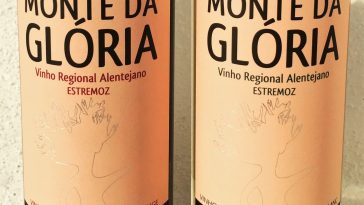 MONTE DA
GLÓRIA
Vinho Regional Alentejano
ESTREMOZ
MONTE DA
GLÓRIA
Vinho Regional Alentejano
ESTREMOZ